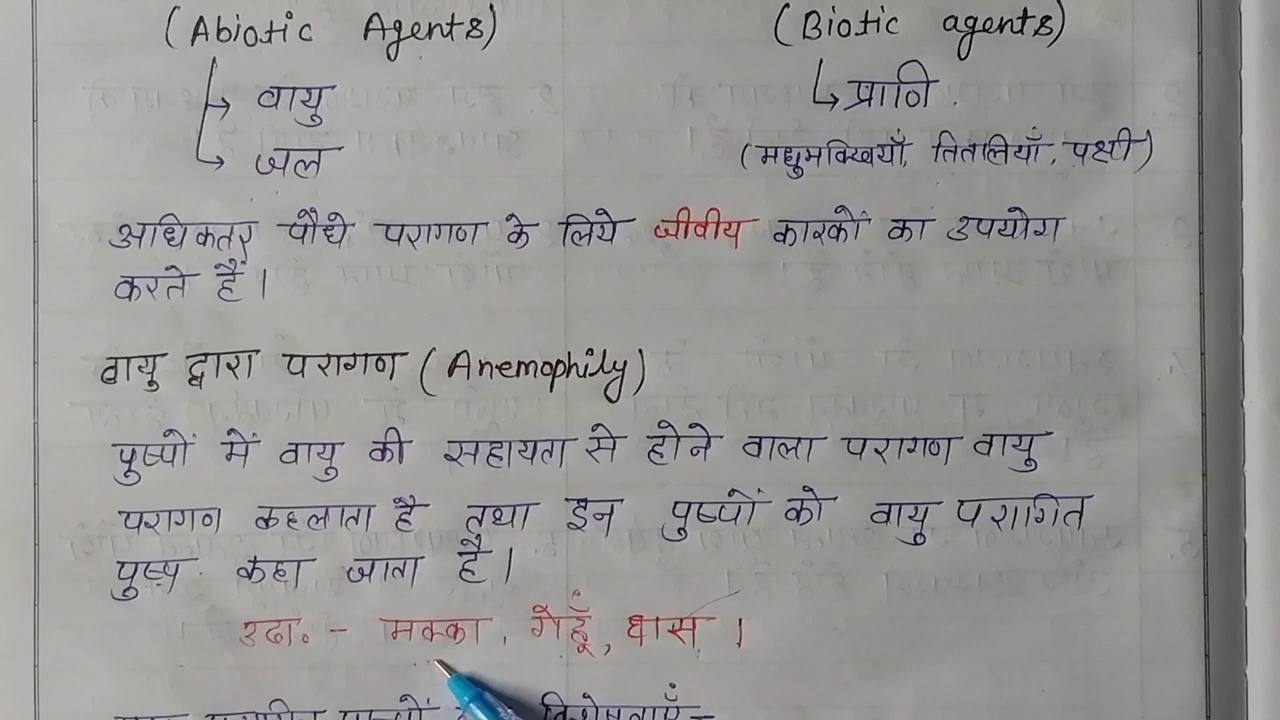 (Abiotic Agents) (Biotic agents)
↳ वायु ↳ प्राणि .
↳ जल (मधुमक्खियाँ, तितलियाँ, पक्षी)
अधिकतर पौधे परागण के लिये जीवीय कारकों का उपयोग
करते हैं।
वायु द्वारा परागण (Anemophily)
पुष्पों में वायु की सहायता से होने वाला परागण वायु
परागण कहलाता है तथा इन पुष्पों को वायु परागित
पुष्प कहा जाता है।
उदा. - मक्का, गेहूँ, घास ।
विशेषताएँ-